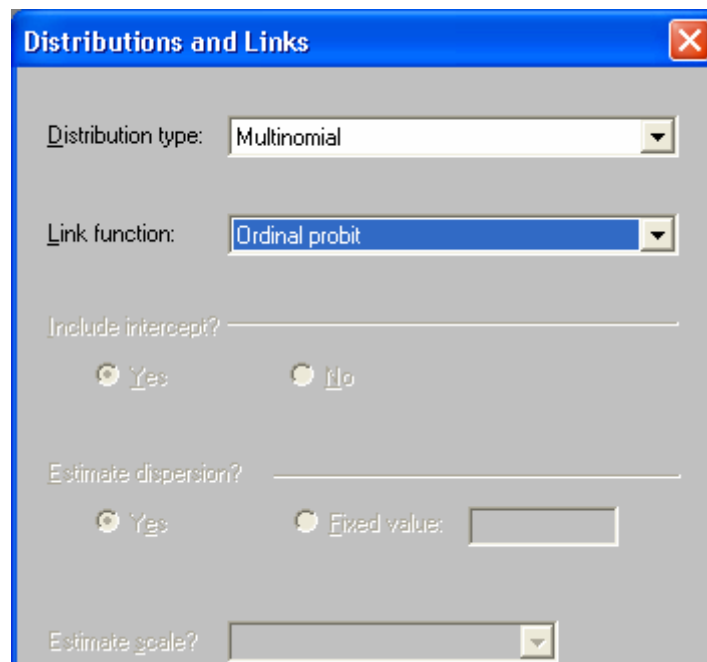 Distributions and Links
Distribution type: Multinomial
Link function: Ordinal probit
Include intercept?
Yes No
Estimate dispersion?
Yes Fixed value:
Estimate scale?